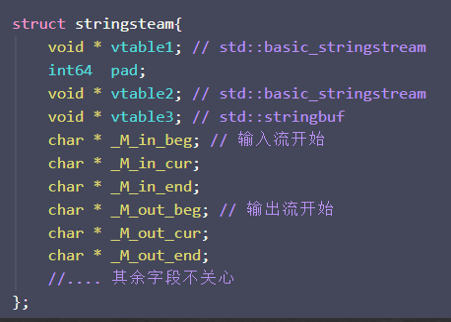 struct stringsteam{
void * vtable1; // std::basic_stringstream
int64 pad;
void * vtable2; // std::basic_stringstream
void * vtable3; // std::stringbuf
char * _M_in_beg; // 输入流开始
char * _M_in_cur;
char * _M_in_end;
char * _M_out_beg; // 输出流开始
char * _M_out_cur;
char * _M_out_end;
//.... 其余字段不关心
};